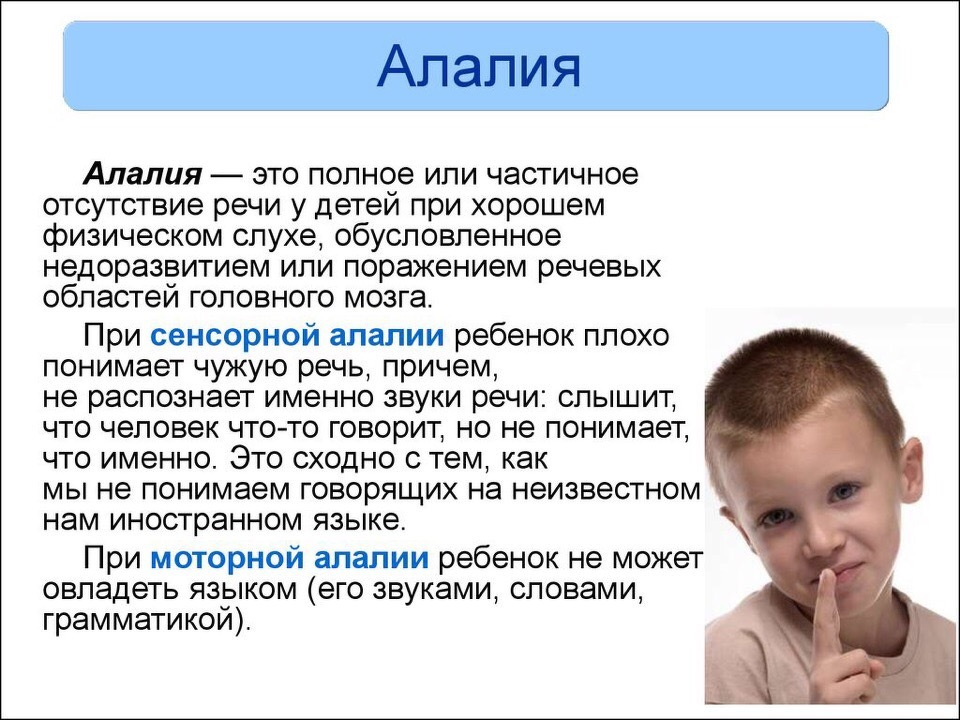 Алалия
Алалия — это полное или частичное
отсутствие речи у детей при хорошем
физическом слухе, обусловленное
недоразвитием или поражением речевых
областей головного мозга.
При сенсорной алалии ребенок плохо
понимает чужую речь, причем,
не распознает именно звуки речи: слышит,
что человек что-то говорит, но не понимает,
что именно. Это сходно с тем, как
мы не понимаем говорящих на неизвестном
нам иностранном языке.
При моторной алалии ребенок не может
овладеть языком (его звуками, словами,
грамматикой).